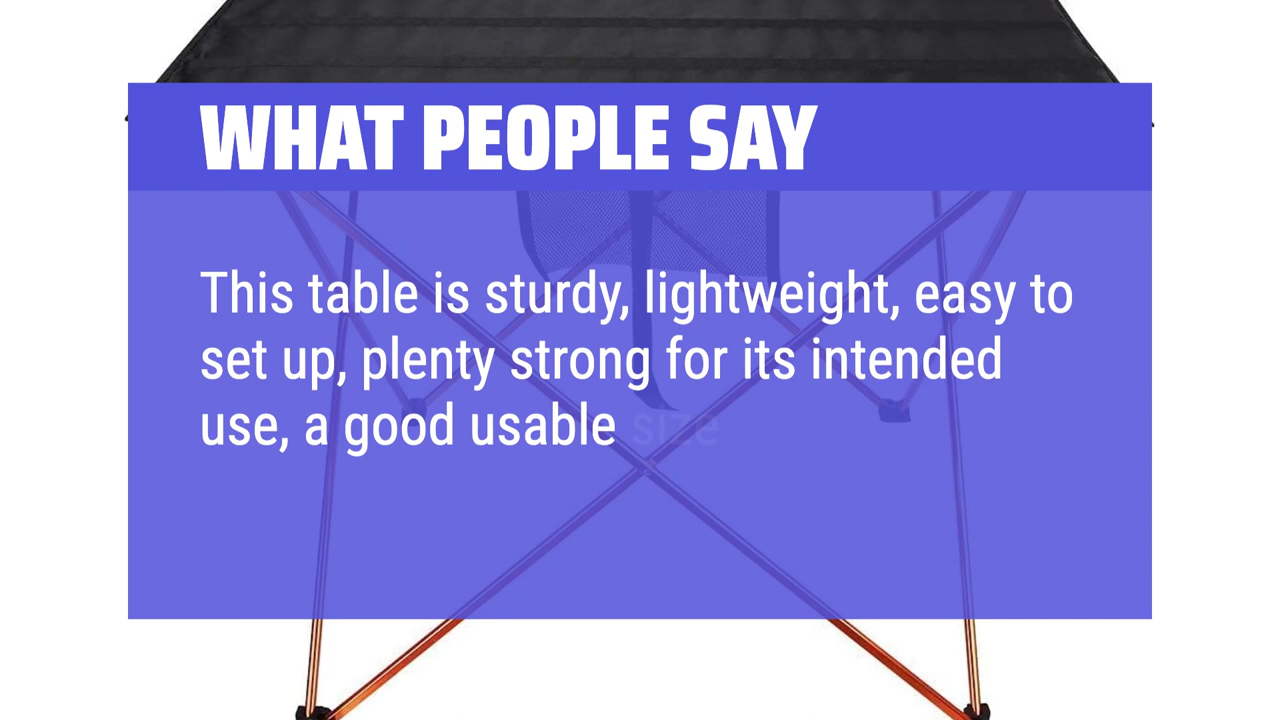 WHAT PEOPLE SAY
This table is sturdy, lightweight, easy to
set up, plenty strong for its intended
use, a good usable size